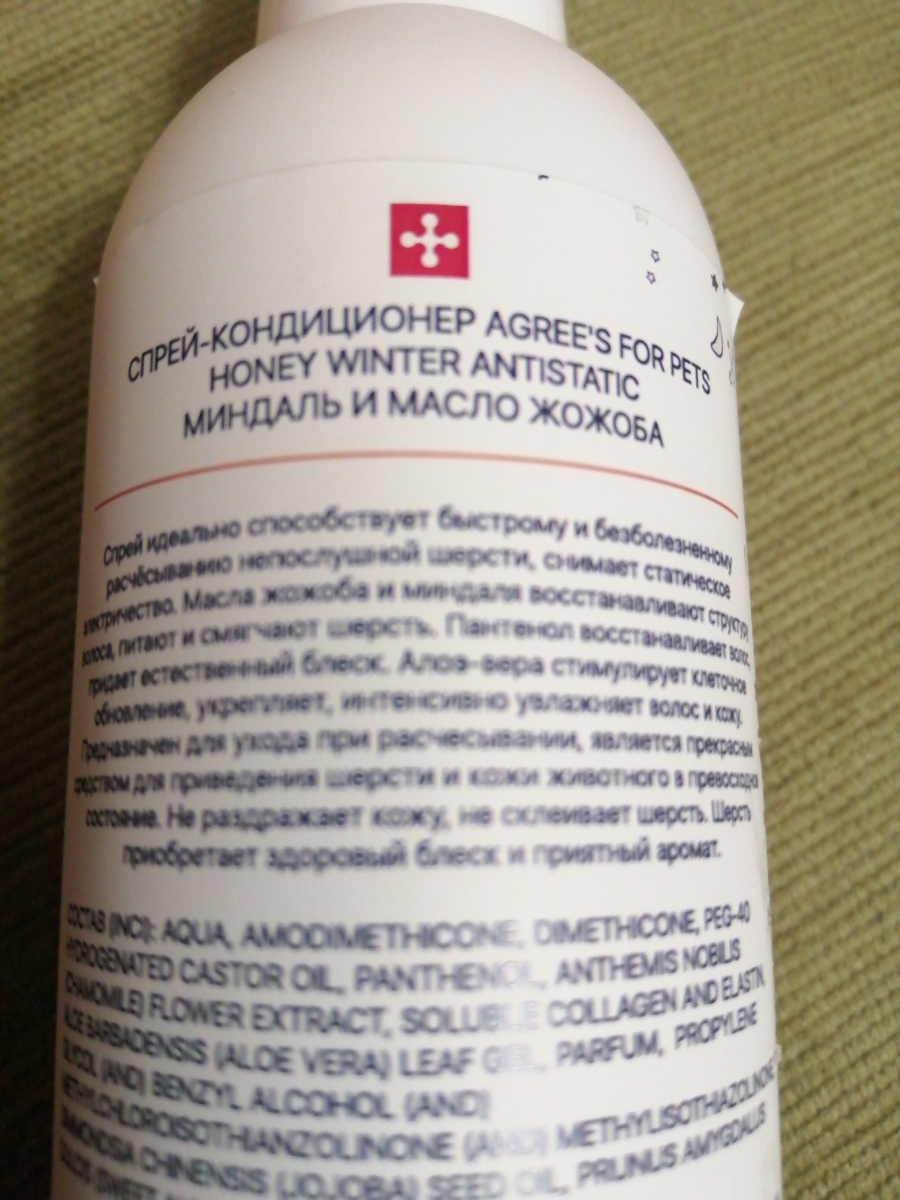 СПРЕЙ-КОНДИЦИОНЕР AGREE'S FOR PETS
HONEY WINTER ANTISTATIC
МИНДАЛЬ И МАСЛО ЖОЖОБА
Спрей идеально способствует быстрому и безболезненному
расчёсыванию непослушной шерсти, снимает статическое
электричество. Масла жожоба и миндаля восстанавливают структуру
волоса, питают и смягчают шерсть. Пантенол восстанавливает волос,
придает естественный блеск. Алоэ-вера стимулирует клеточное
обновление, укрепляет, интенсивно увлажняет волос и кожу.
Предназначен для ухода при расчесывании, является прекрасным
средством для приведения шерсти и кожи животного в превосходное
состояние. Не раздражает кожу, не склеивает шерсть. Шерсть
приобретает здоровый блеск и приятный аромат.
СОСТАВ (INCI): AQUA, AMODIMETHICONE, DIMETHICONE, PEG-40
HYDROGENATED CASTOR OIL, PANTHENOL, ANTHEMIS NOBILIS
(CHAMOMILE) FLOWER EXTRACT, SOLUBLE COLLAGEN AND ELASTIN,
ALOE BARBADENSIS (ALOE VERA) LEAF GEL, PARFUM, PROPYLENE
GLYCOL (AND) BENZYL ALCOHOL (AND)
METHYLCHLOROISOTHIANZOLINONE (AND) METHYLISOTHIAZOLINONE,
SIMMONDSIA CHINENSIS (JOJOBA) SEED OIL, PRUNUS AMYGDALUS